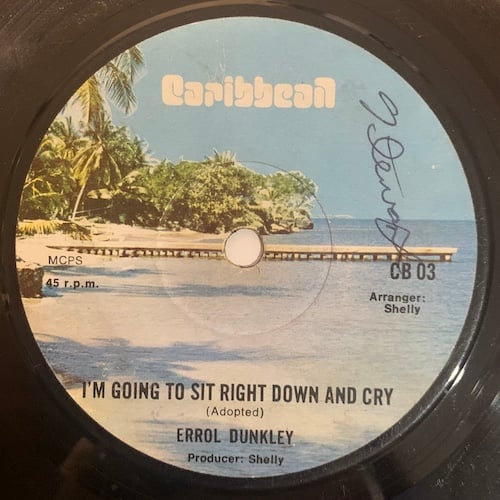 Caribbean
MCPS
45 r.p.m.
CB 03
Arranger:
Shelly
I'M GOING TO SIT RIGHT DOWN AND CRY
(Adopted)
ERROL DUNKLEY
Producer: Shelly